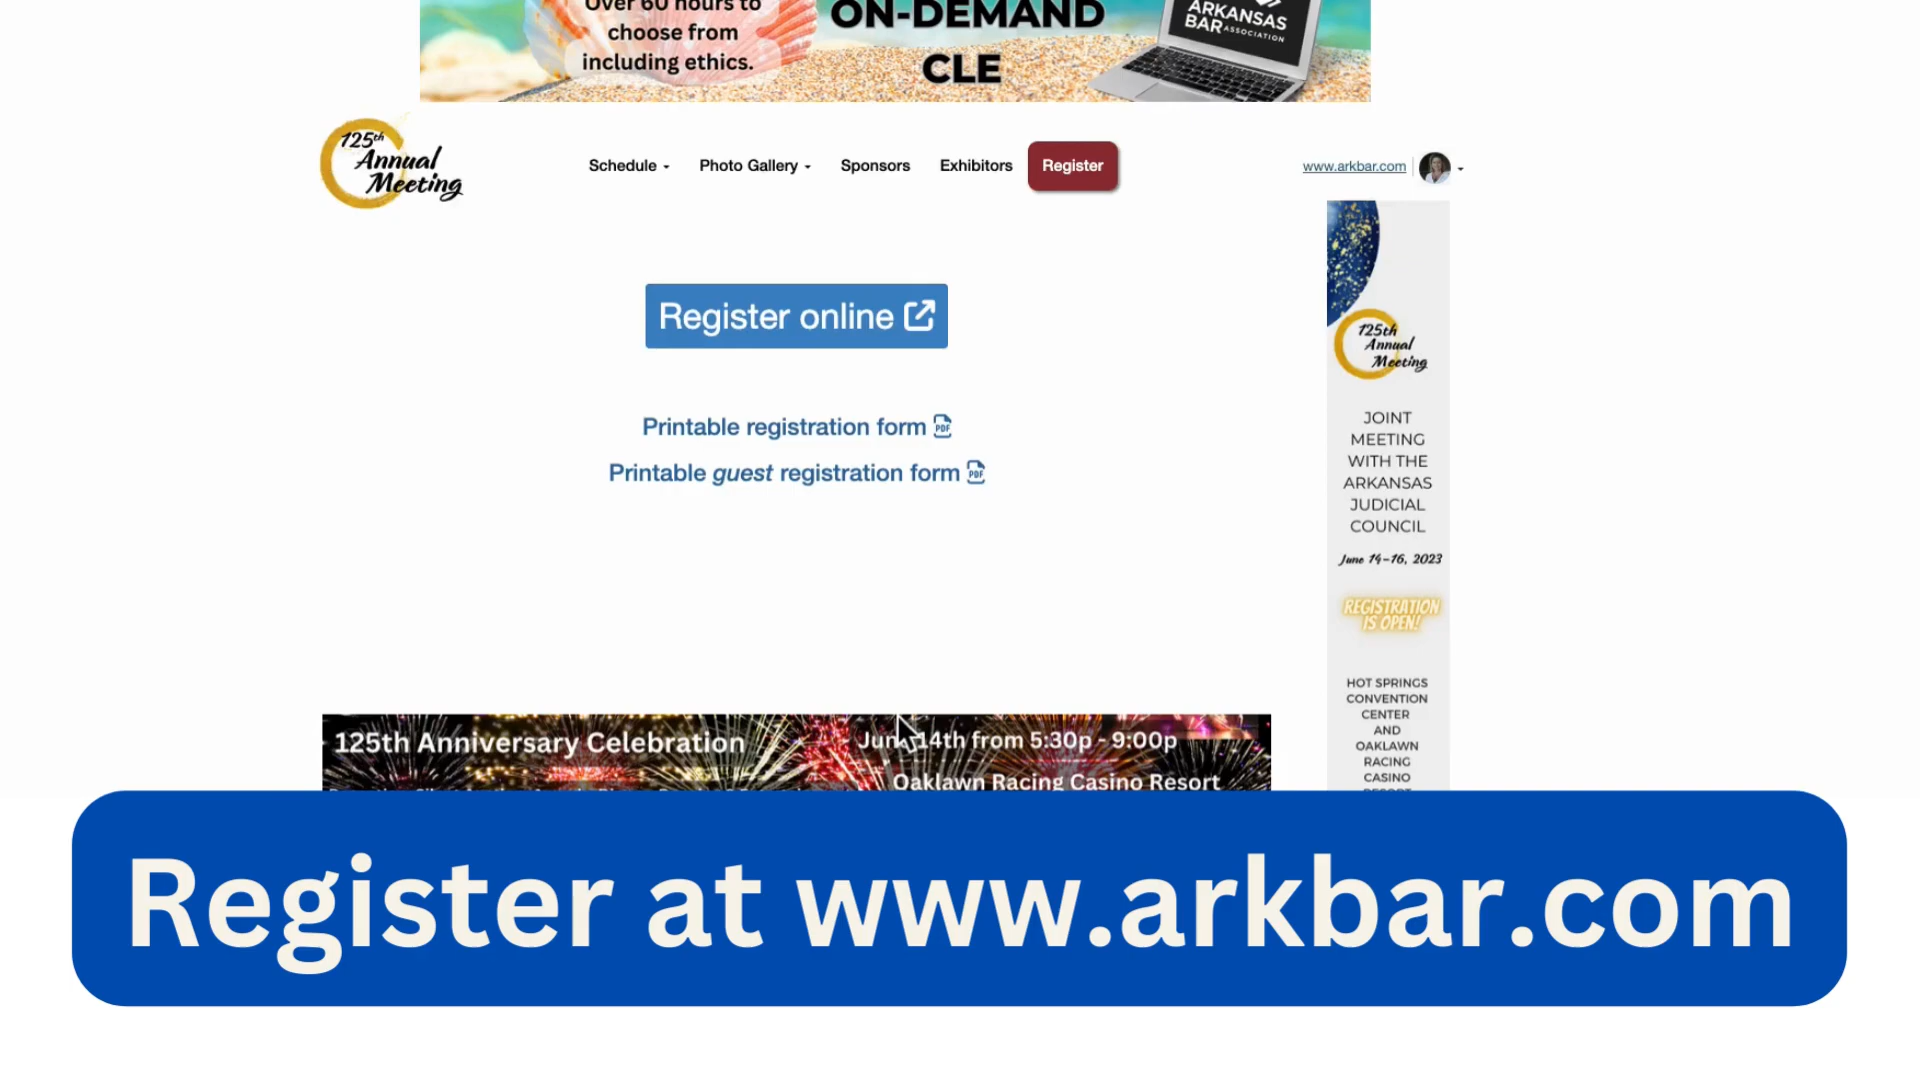 Over 60 hours to
choose from
including ethics.
ON-DEMAND
CLE
ARKANSAS
BAR ASSOCIATION
125th
Annual
Meeting
Schedule
Photo Gallery
Sponsors
Exhibitors
Register
www.arkbar.com
Register online
Printable registration form PDF
Printable guest registration form PDF
125th
Annual
Meeting
JOINT
MEETING
WITH THE
ARKANSAS
JUDICIAL
COUNCIL
June 14-16, 2023
REGISTRATION
IS OPEN!
HOT SPRINGS
CONVENTION
CENTER
AND
OAKLAWN
RACING
CASINO
125th Anniversary Celebration
June 14th from 5:30p - 9:00p
Oaklawn Racing Casino Resort
Register at www.arkbar.com